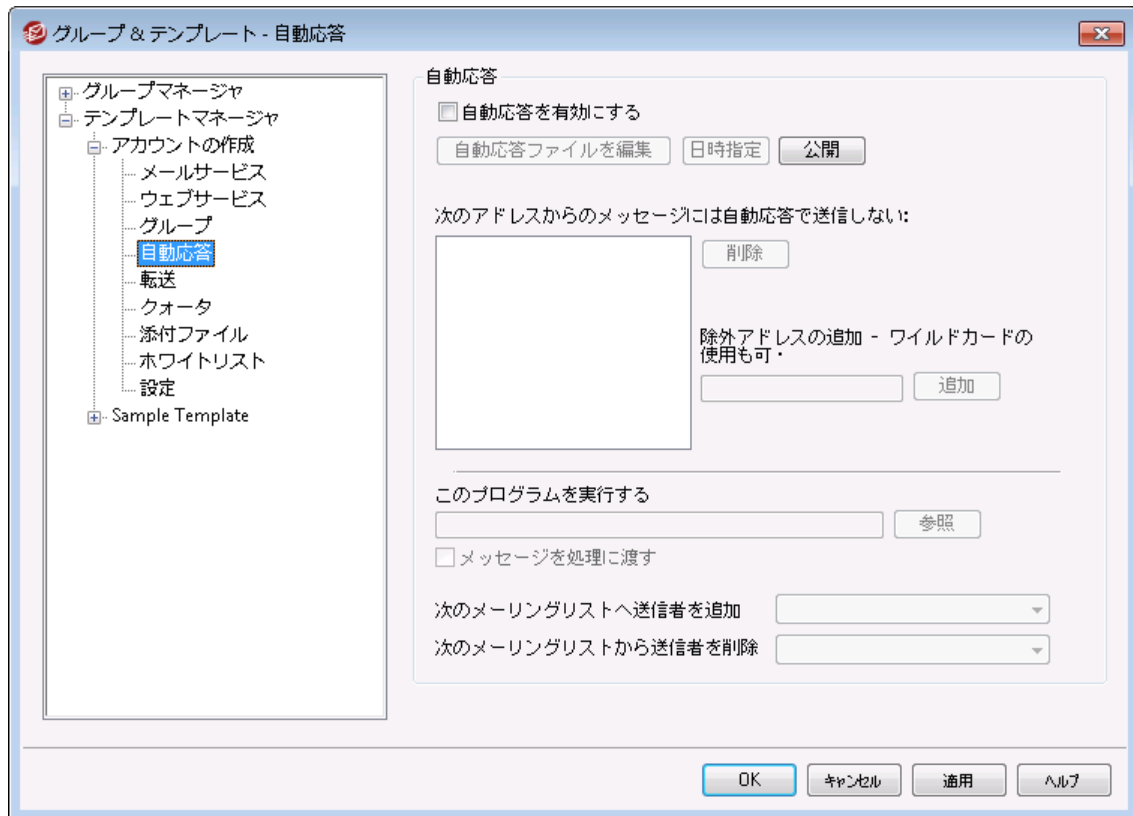 グループ & テンプレート - 自動応答
グループマネージャ
テンプレートマネージャ
アカウントの作成
メールサービス
ウェブサービス
グループ
自動応答
転送
クォータ
添付ファイル
ホワイトリスト
設定
Sample Template
自動応答
自動応答を有効にする
自動応答ファイルを編集
日時指定
公開
次のアドレスからのメッセージには自動応答で送信しない:
削除
除外アドレスの追加 - ワイルドカードの
使用も可・
追加
このプログラムを実行する
参照
メッセージを処理に渡す
次のメーリングリストへ送信者を追加
次のメーリングリストから送信者を削除
OK
キャンセル
適用
ヘルプ